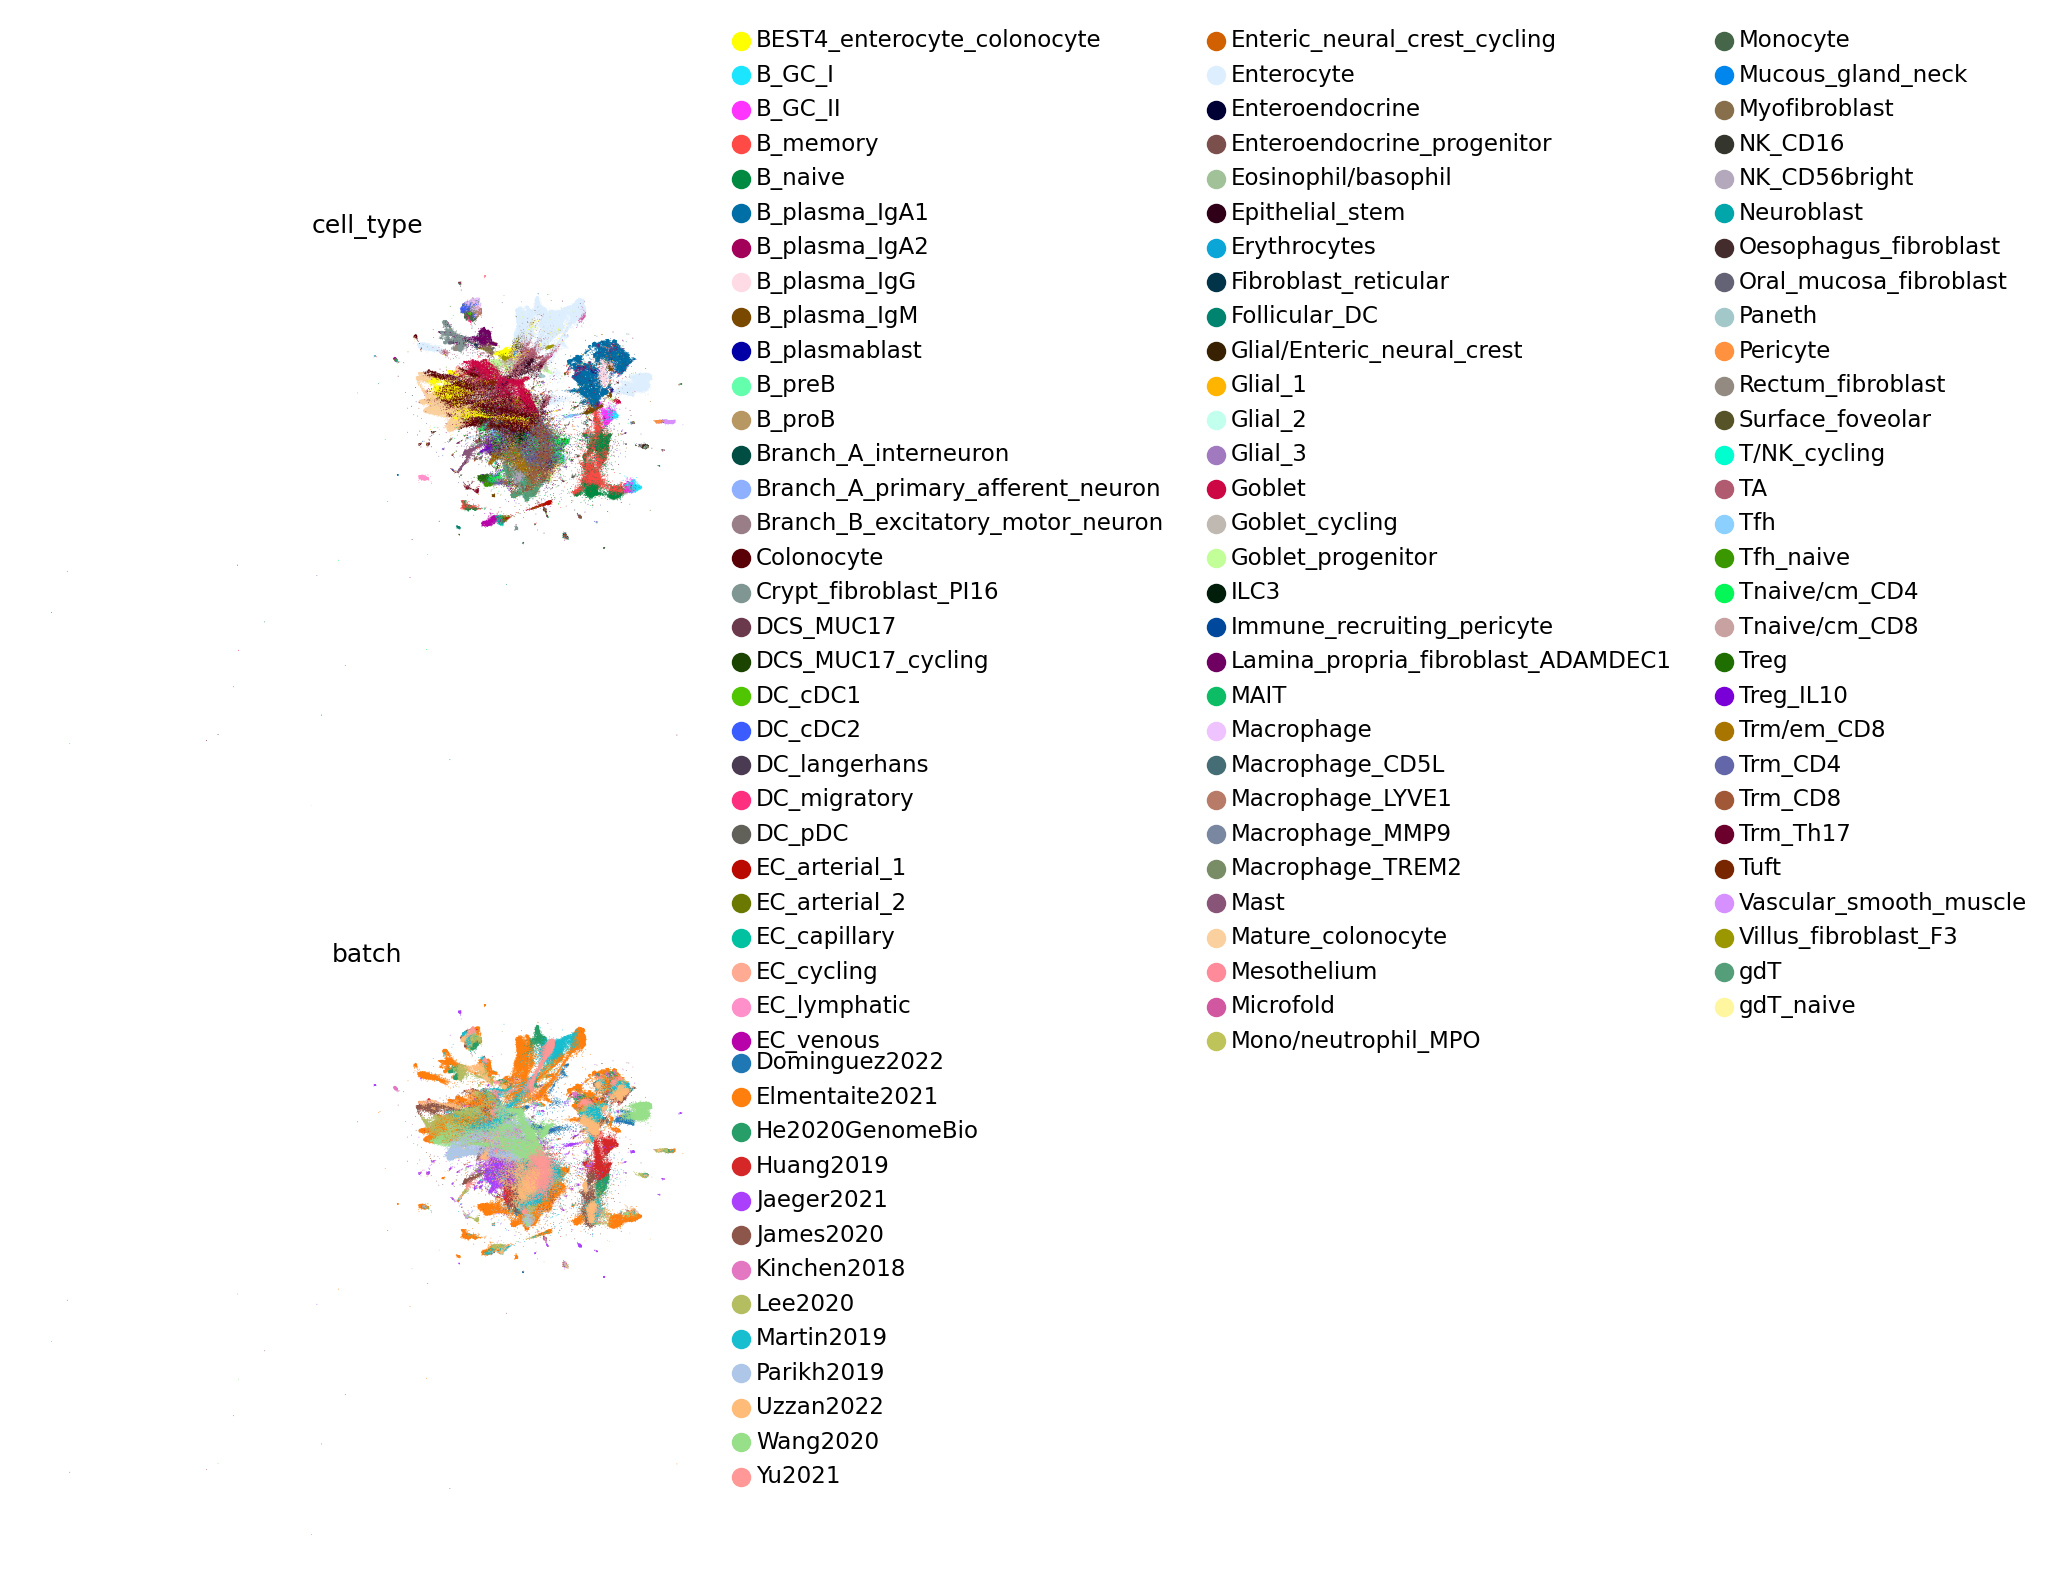 cell_type
BEST4_enterocyte_colonocyte
B_GC_I
B_GC_II
B_memory
B_naive
B_plasma_IgA1
B_plasma_IgA2
B_plasma_IgG
B_plasma_IgM
B_plasmablast
B_preB
B_proB
Branch_A_interneuron
Branch_A_primary_afferent_neuron
Branch_B_excitatory_motor_neuron
Colonocyte
Crypt_fibroblast_PI16
DCS_MUC17
DCS_MUC17_cycling
DC_cDC1
DC_cDC2
DC_langerhans
DC_migratory
DC_pDC
EC_arterial_1
EC_arterial_2
EC_capillary
EC_cycling
EC_lymphatic
EC_venous
Enteric_neural_crest_cycling
Enterocyte
Enteroendocrine
Enteroendocrine_progenitor
Eosinophil/basophil
Epithelial_stem
Erythrocytes
Fibroblast_reticular
Follicular_DC
Glial/Enteric_neural_crest
Glial_1
Glial_2
Glial_3
Goblet
Goblet_cycling
Goblet_progenitor
ILC3
Immune_recruiting_pericyte
Lamina_propria_fibroblast_ADAMDEC1
MAIT
Macrophage
Macrophage_CD5L
Macrophage_LYVE1
Macrophage_MMP9
Macrophage_TREM2
Mast
Mature_colonocyte
Mesothelium
Microfold
Mono/neutrophil_MPO
Monocyte
Mucous_gland_neck
Myofibroblast
NK_CD16
NK_CD56bright
Neuroblast
Oesophagus_fibroblast
Oral_mucosa_fibroblast
Paneth
Pericyte
Rectum_fibroblast
Surface_foveolar
T/NK_cycling
TA
Tfh
Tfh_naive
Tnaive/cm_CD4
Tnaive/cm_CD8
Treg
Treg_IL10
Trm/em_CD8
Trm_CD4
Trm_CD8
Trm_Th17
Tuft
Vascular_smooth_muscle
Villus_fibroblast_F3
gdT
gdT_naive
batch
Dominguez2022
Elmentaite2021
He2020GenomeBio
Huang2019
Jaeger2021
James2020
Kinchen2018
Lee2020
Martin2019
Parikh2019
Uzzan2022
Wang2020
Yu2021